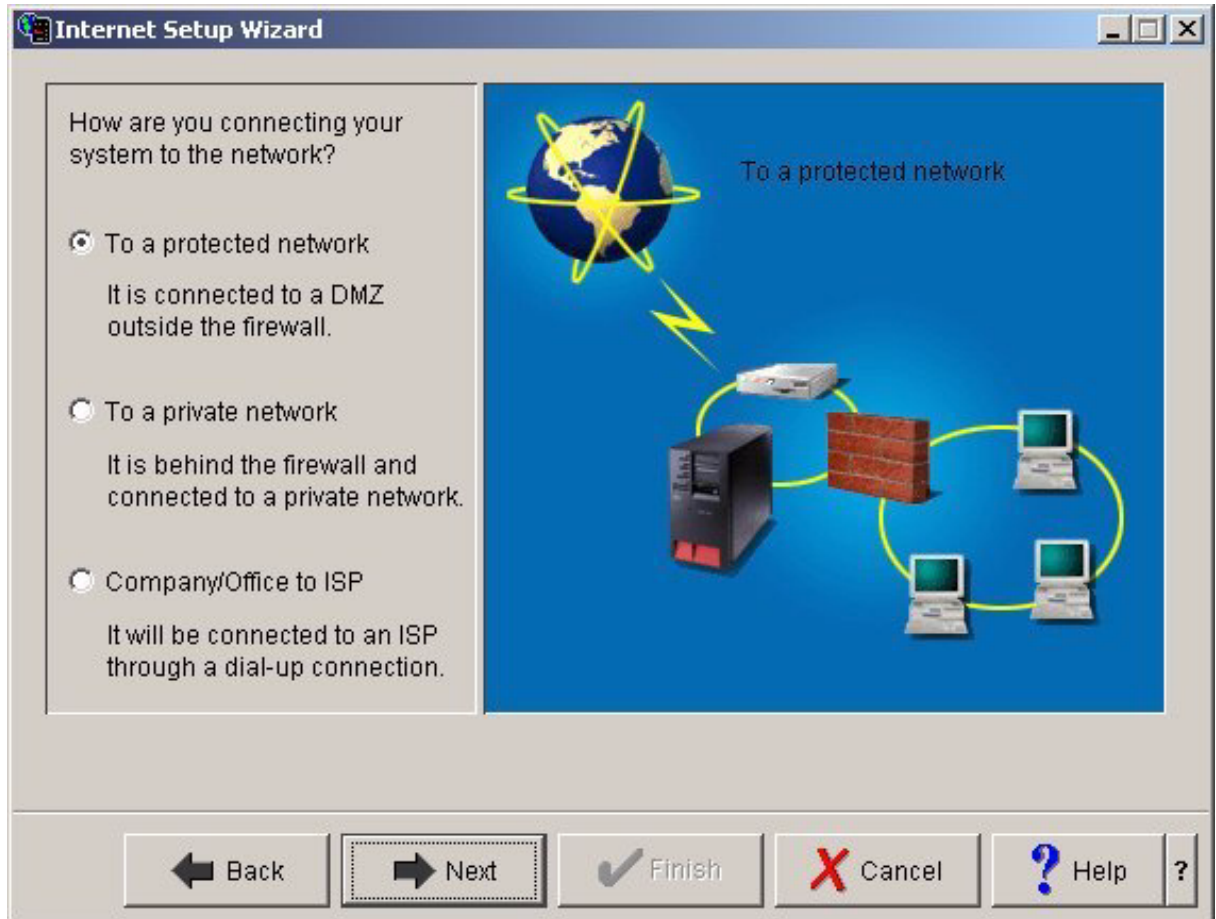 Internet Setup Wizard
How are you connecting your
system to the network?
To a protected network
It is connected to a DMZ
outside the firewall.
To a private network
It is behind the firewall and
connected to a private network.
Company/Office to ISP
It will be connected to an ISP
through a dial-up connection.
To a protected network
Back
Next
Finish
Cancel
? Help
?